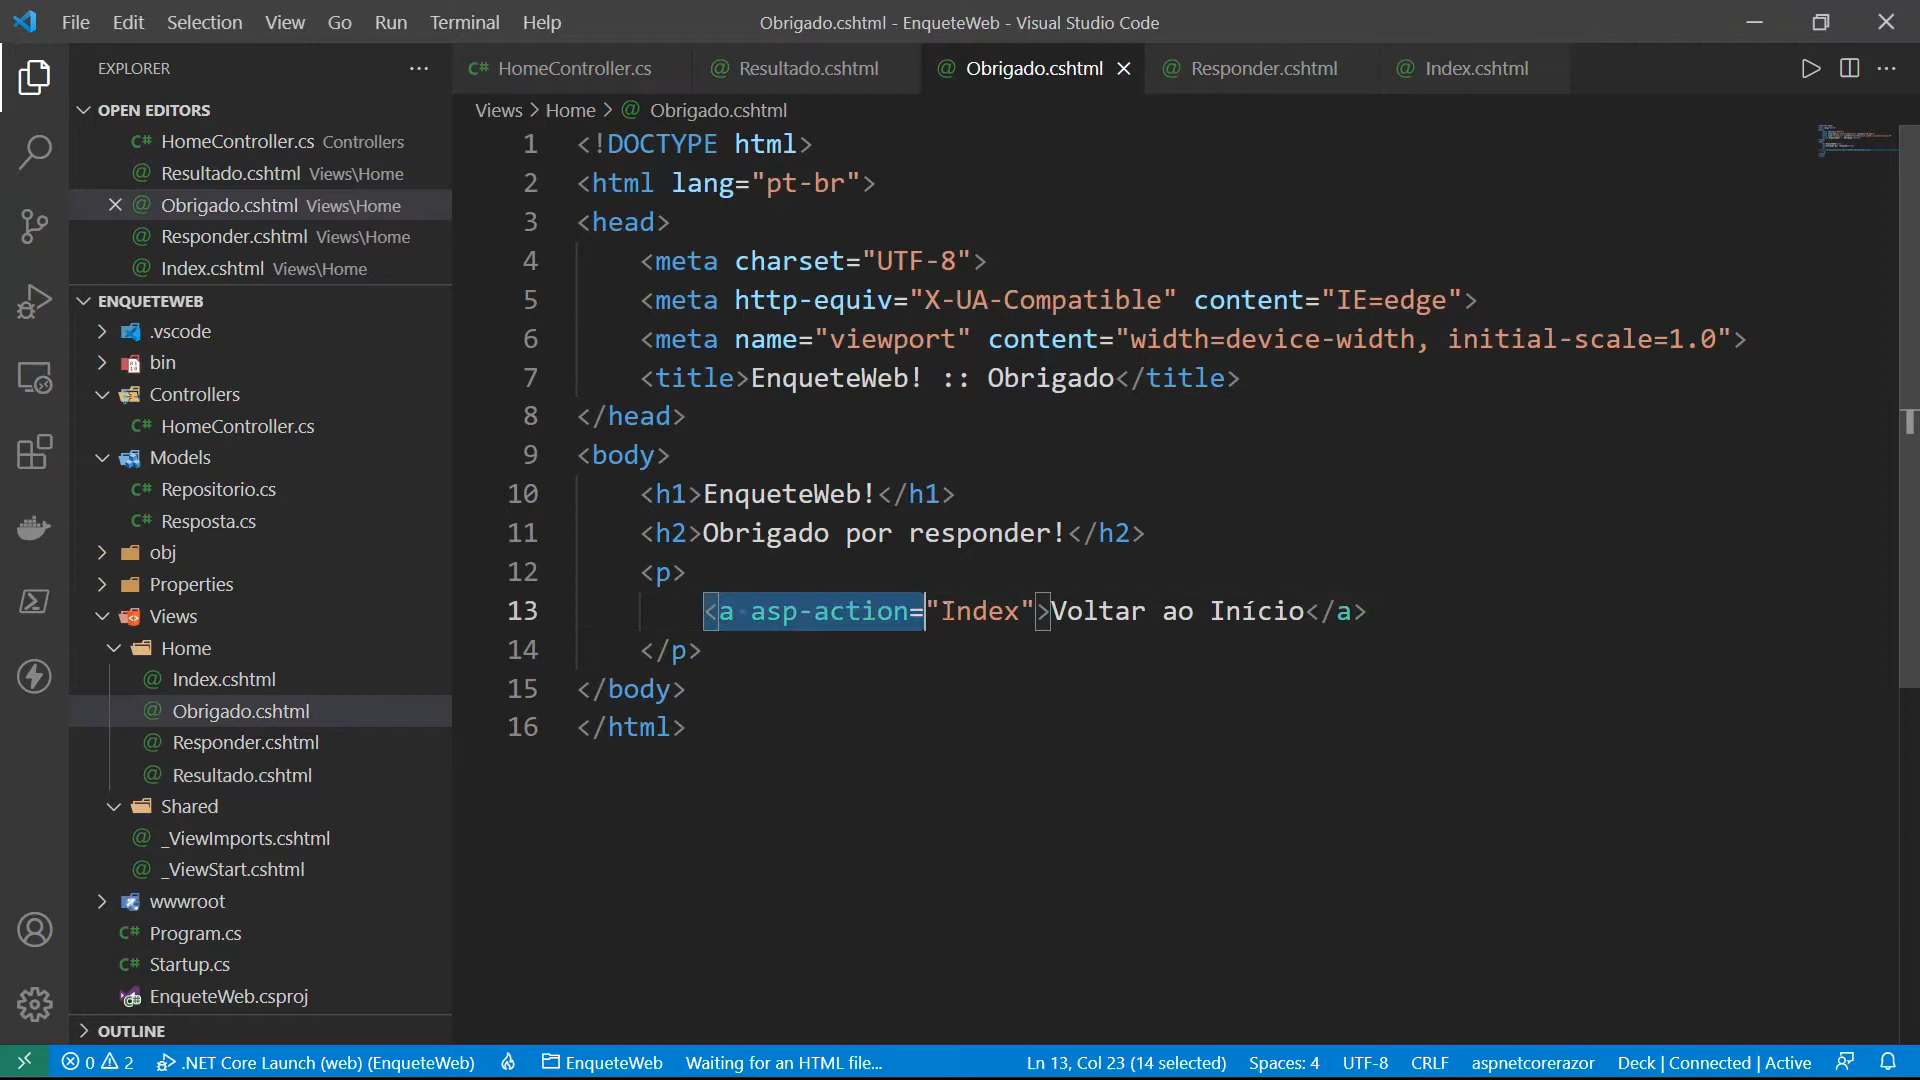 File Edit Selection View Go Run Terminal Help
Obrigado.cshtml - EnqueteWeb - Visual Studio Code
EXPLORER
OPEN EDITORS
C# HomeController.cs Controllers
@ Resultado.cshtml Views\Home
@ Obrigado.cshtml Views\Home
@ Responder.cshtml Views\Home
@ Index.cshtml Views\Home
ENQUETEWEB
.vscode
bin
Controllers
C# HomeController.cs
Models
C# Repositorio.cs
C# Resposta.cs
obj
Properties
Views
Home
@ Index.cshtml
@ Obrigado.cshtml
@ Responder.cshtml
@ Resultado.cshtml
Shared
@ _ViewImports.cshtml
@ _ViewStart.cshtml
wwwroot
C# Program.cs
C# Startup.cs
EnqueteWeb.csproj
OUTLINE
C# HomeController.cs @ Resultado.cshtml @ Obrigado.cshtml @ Responder.cshtml @ Index.cshtml
Views > Home > @ Obrigado.cshtml
1 <!DOCTYPE html>
2 <html lang="pt-br">
3 <head>
4 <meta charset="UTF-8">
5 <meta http-equiv="X-UA-Compatible" content="IE=edge">
6 <meta name="viewport" content="width=device-width, initial-scale=1.0">
7 <title>EnqueteWeb! :: Obrigado</title>
8 </head>
9 <body>
10 <h1>EnqueteWeb!</h1>
11 <h2>Obrigado por responder!</h2>
12 <p>
13 <a asp-action="Index">Voltar ao Início</a>
14 </p>
15 </body>
16 </html>
0 2 .NET Core Launch (web) (EnqueteWeb) EnqueteWeb Waiting for an HTML file... Ln 13, Col 23 (14 selected) Spaces: 4 UTF-8 CRLF aspnetcorerazor Deck | Connected | Active